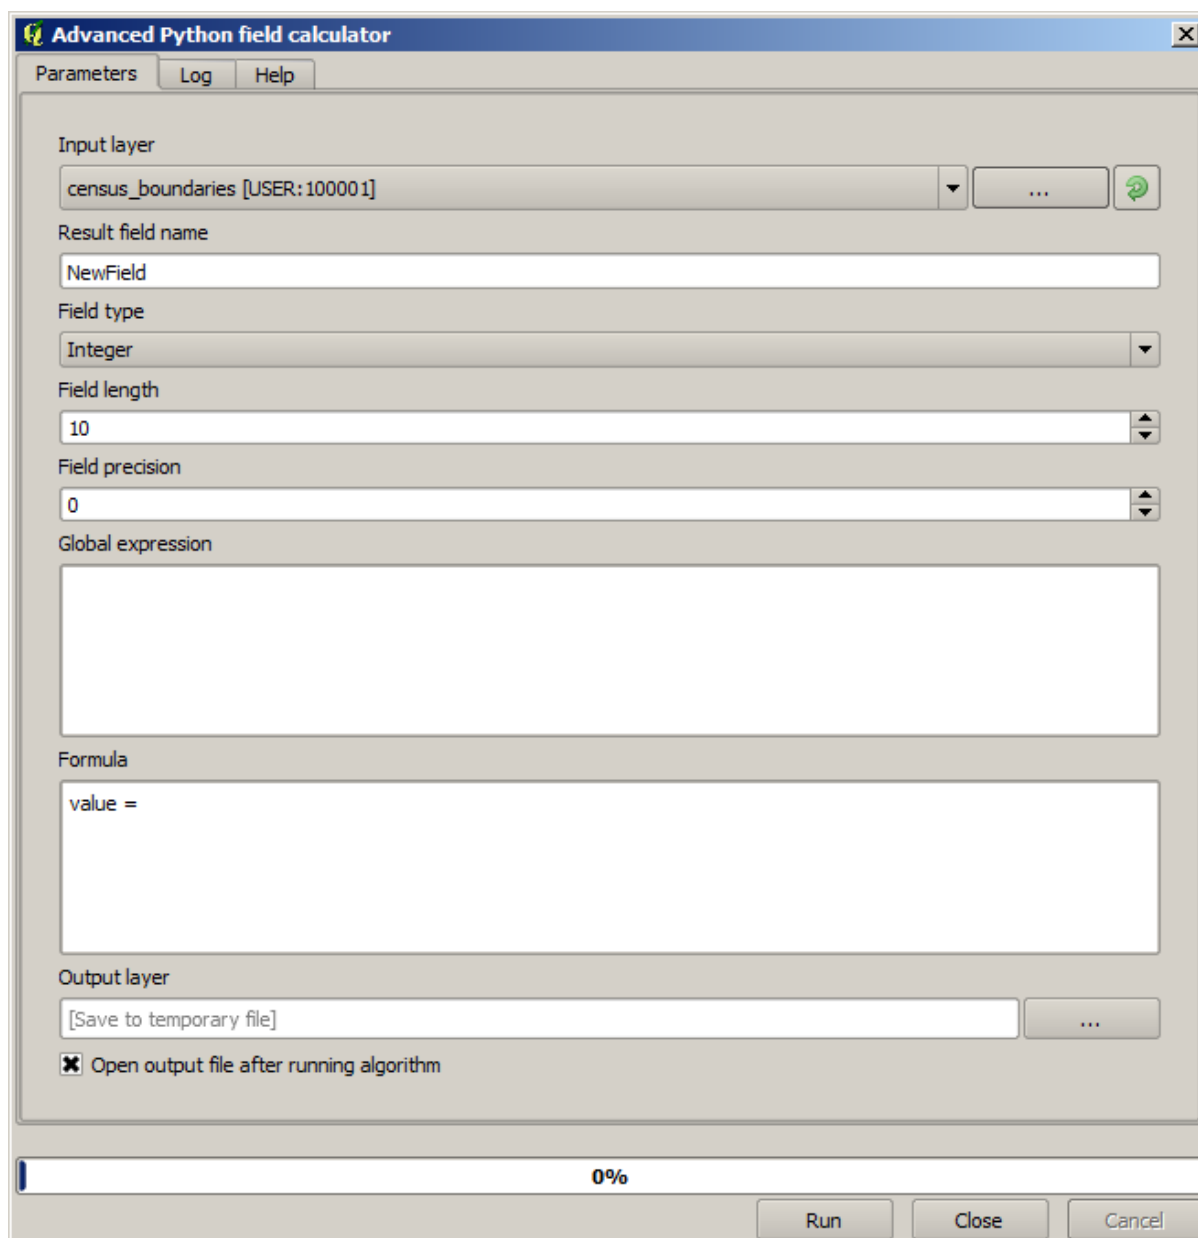 Advanced Python field calculator
Parameters Log Help
Input layer
census_boundaries [USER:100001] ...
Result field name
NewField
Field type
Integer
Field length
10
Field precision
0
Global expression
Formula
value =
Output layer
[Save to temporary file] ...
Open output file after running algorithm
0%
Run Close Cancel